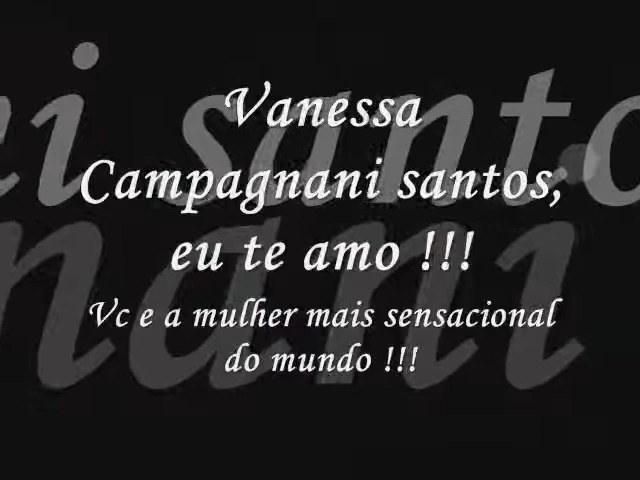 Vanessa
Campagnani santos,
eu te amo !!!
Vc e a mulher mais sensacional
do mundo !!!